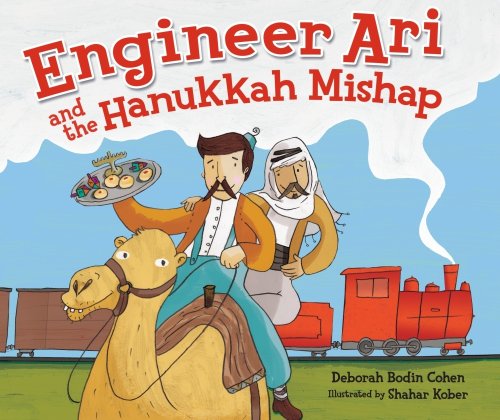 Engineer Ari
and the Hanukkah Mishap
Deborah Bodin Cohen
Illustrated by Shahar Kober